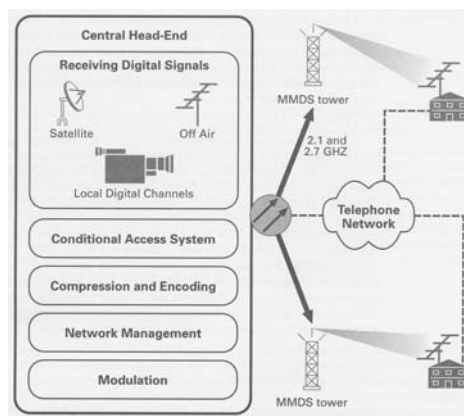 Central Head-End
Receiving Digital Signals
Satellite
Off Air
Local Digital Channels
Conditional Access System
Compression and Encoding
Network Management
Modulation
MMDS tower
2.1 and
2.7 GHZ
Telephone
Network
MMDS tower